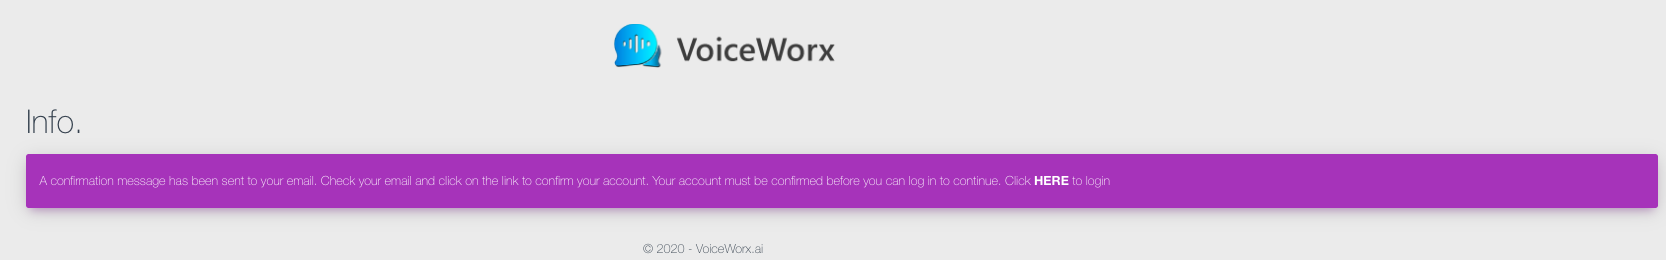 VoiceWorx
Info.
A confirmation message has been sent to your email. Check your email and click on the link to confirm your account. Your account must be confirmed before you can log in to continue. Click HERE to login
© 2020 - VoiceWorx.ai